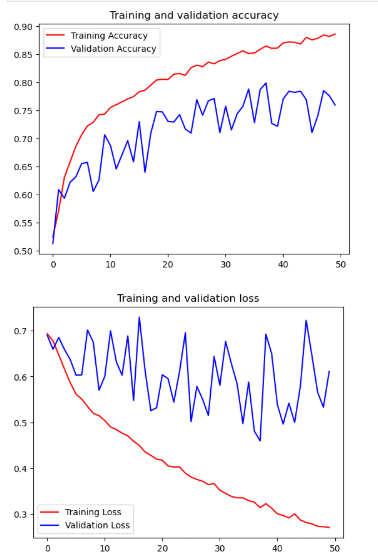 Training and validation accuracy
0.90
0.85
0.80
0.75
0.70
0.65
0.60
0.55
0.50
Training Accuracy
Validation Accuracy
0 10 20 30 40 50
Training and validation loss
0.7
0.6
0.5
0.4
0.3
Training Loss
Validation Loss
0 10 20 30 40 50